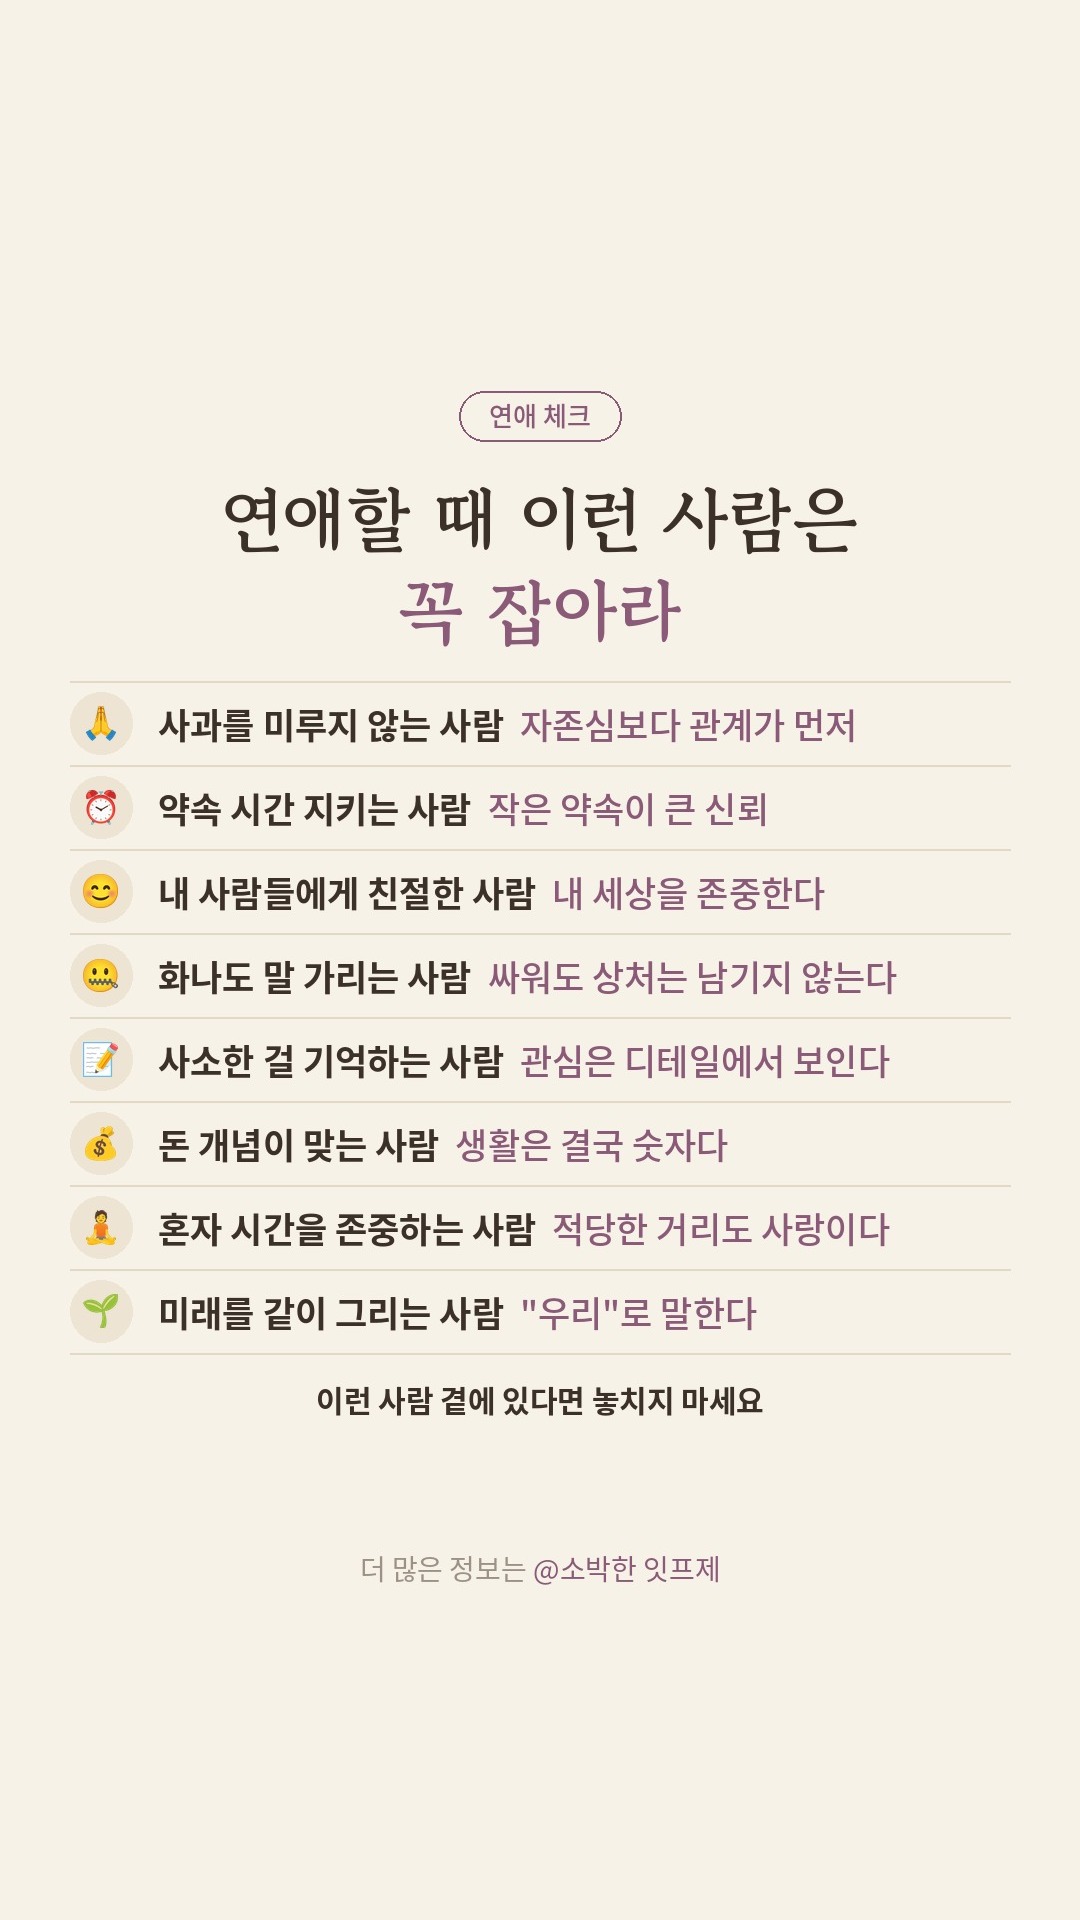 연애 체크
연애할 때 이런 사람은
꼭 잡아라
사과를 미루지 않는 사람 자존심보다 관계가 먼저
약속 시간 지키는 사람 작은 약속이 큰 신뢰
내 사람들에게 친절한 사람 내 세상을 존중한다
화나도 말 가리는 사람 싸워도 상처는 남기지 않는다
사소한 걸 기억하는 사람 관심은 디테일에서 보인다
돈 개념이 맞는 사람 생활은 결국 숫자다
혼자 시간을 존중하는 사람 적당한 거리도 사랑이다
미래를 같이 그리는 사람 "우리"로 말한다
이런 사람 곁에 있다면 놓치지 마세요
더 많은 정보는 @소박한 잇프제